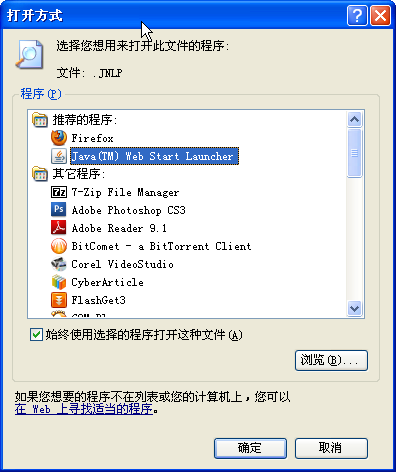 打开方式
选择您想用来打开此文件的程序:
文件: .JNLP
程序(P)
推荐的程序:
Firefox
Java(TM) Web Start Launcher
其它程序:
7-Zip File Manager
Adobe Photoshop CS3
Adobe Reader 9.1
BitComet - a BitTorrent Client
Corel VideoStudio
CyberArticle
FlashGet3
始终使用选择的程序打开这种文件(A)
浏览(B)...
如果您想要的程序不在列表或您的计算机上，您可以
在 Web 上寻找适当的程序。
确定
取消